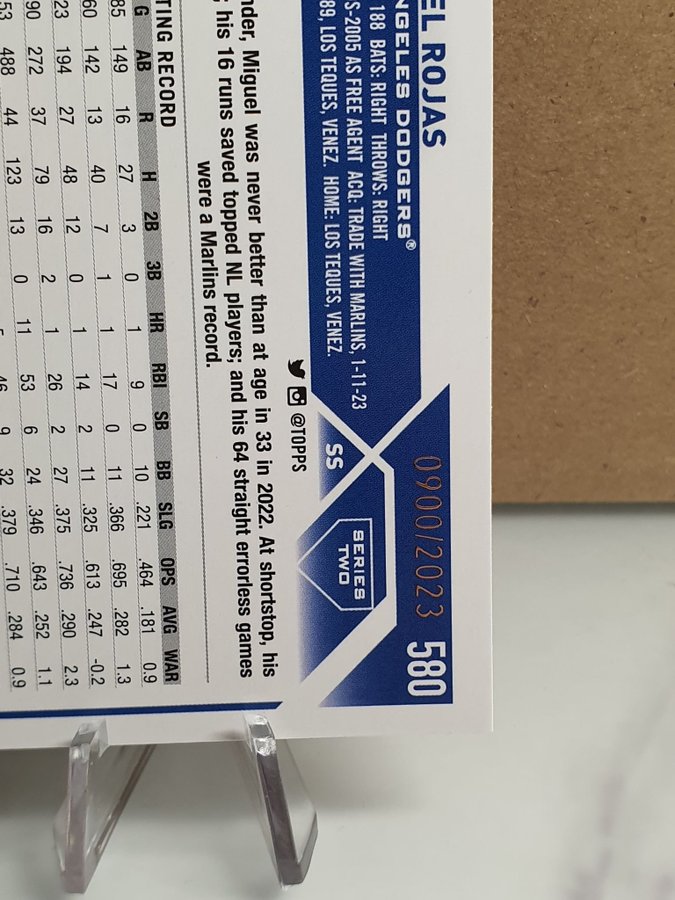 EL ROJAS
0900/2023 580
NGELES DODGERS®
188 BATS: RIGHT THROWS: RIGHT
S-2005 AS FREE AGENT ACQ: TRADE WITH MARLINS, 1-11-23
89, LOS TEQUES, VENEZ. HOME: LOS TEQUES, VENEZ.
SS
SERIES
TWO
@TOPPS
nder, Miguel was never better than at age in 33 in 2022. At shortstop, his
; his 16 runs saved topped NL players; and his 64 straight errorless games
were a Marlins record.
TING RECORD
G AB R H 2B 3B HR RBI SB BB SLG OPS AVG WAR
85 149 16 27 3 0 1 9 0 10 .221 .464 .181 0.9
60 142 13 40 7 1 1 17 0 11 .366 .695 .282 1.3
23 194 27 48 12 0 1 14 2 11 .325 .613 .247 -0.2
90 272 37 79 16 2 1 26 2 27 .375 .736 .290 2.3
53 488 44 123 13 0 11 53 6 24 .346 .643 .252 1.1
46 9 32 .379 .710 .284 0.9